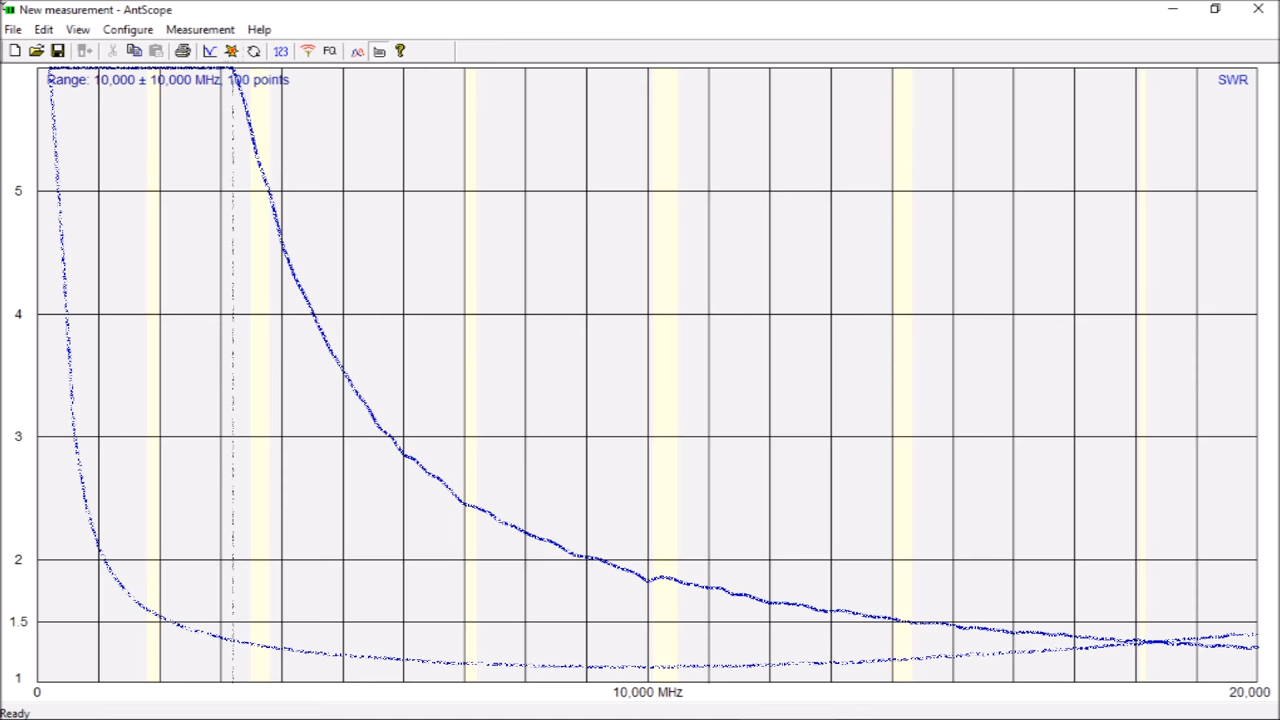 New measurement - AntScope
File Edit View Configure Measurement Help
123 FQ ?
Range: 10,000 ± 10,000 MHz, 100 points
SWR
5
4
3
2
1.5
1
0 10,000 MHz 20,000
Ready